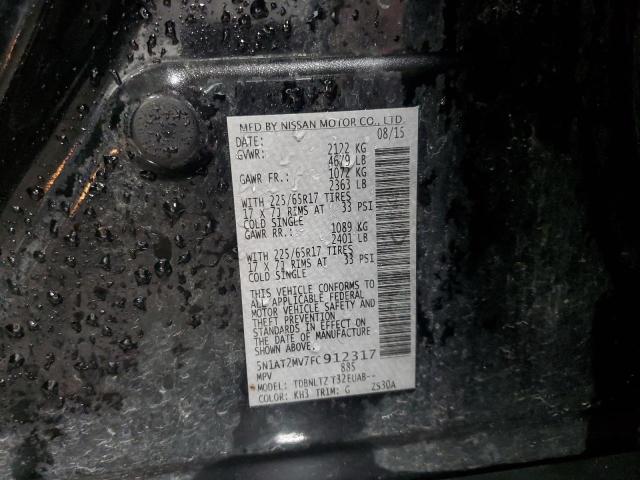 MFD BY NISSAN MOTOR CO., LTD.
DATE: 08/15
GVWR: 2122 KG
4679 LB
GAWR FR.: 1072 KG
2363 LB
WITH 225/65R17 TIRES
17 X 7J RIMS AT 33 PSI
COLD SINGLE
GAWR RR.: 1089 KG
2401 LB
WITH 225/65R17 TIRES
17 X 7J RIMS AT 33 PSI
COLD SINGLE
THIS VEHICLE CONFORMS TO
ALL APPLICABLE FEDERAL
MOTOR VEHICLE SAFETY AND
THEFT PREVENTION
STANDARDS IN EFFECT ON
THE DATE OF MANUFACTURE
SHOWN ABOVE.
5N1AT2MV7FC912317
MPV 885
MODEL: TDBNLTZ T32EUAB--
COLOR: KH3 TRIM: G ZS30A